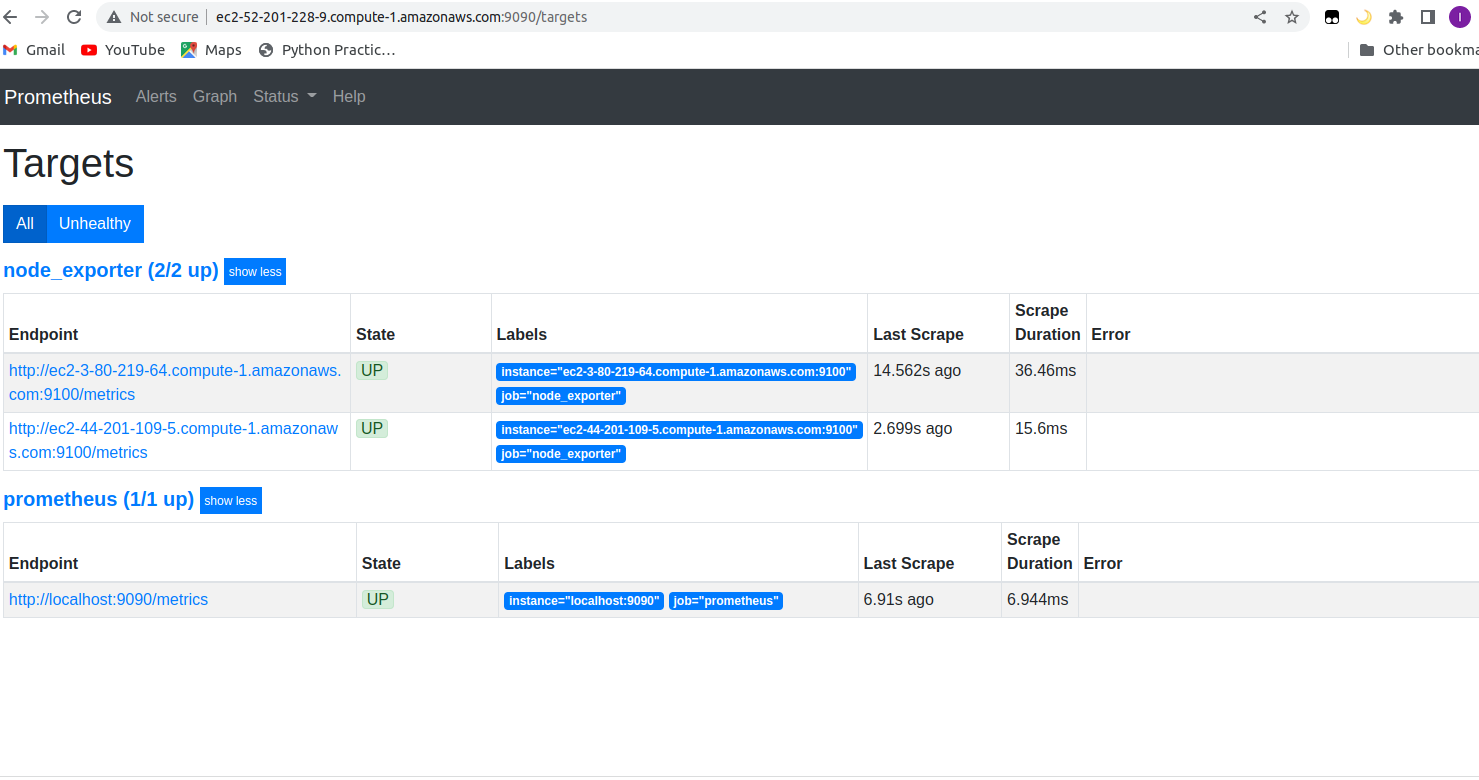 Not secure ec2-52-201-228-9.compute-1.amazonaws.com:9090/targets I
Gmail YouTube Maps Python Practic… Other bookma
Prometheus Alerts Graph Status Help
Targets
All Unhealthy
node_exporter (2/2 up) show less
Endpoint State Labels Last Scrape Scrape Duration Error
http://ec2-3-80-219-64.compute-1.amazonaws. UP instance="ec2-3-80-219-64.compute-1.amazonaws.com:9100" 14.562s ago 36.46ms
com:9100/metrics job="node_exporter"
http://ec2-44-201-109-5.compute-1.amazonaw UP instance="ec2-44-201-109-5.compute-1.amazonaws.com:9100" 2.699s ago 15.6ms
s.com:9100/metrics job="node_exporter"
prometheus (1/1 up) show less
Endpoint State Labels Last Scrape Scrape Duration Error
http://localhost:9090/metrics UP instance="localhost:9090" job="prometheus" 6.91s ago 6.944ms